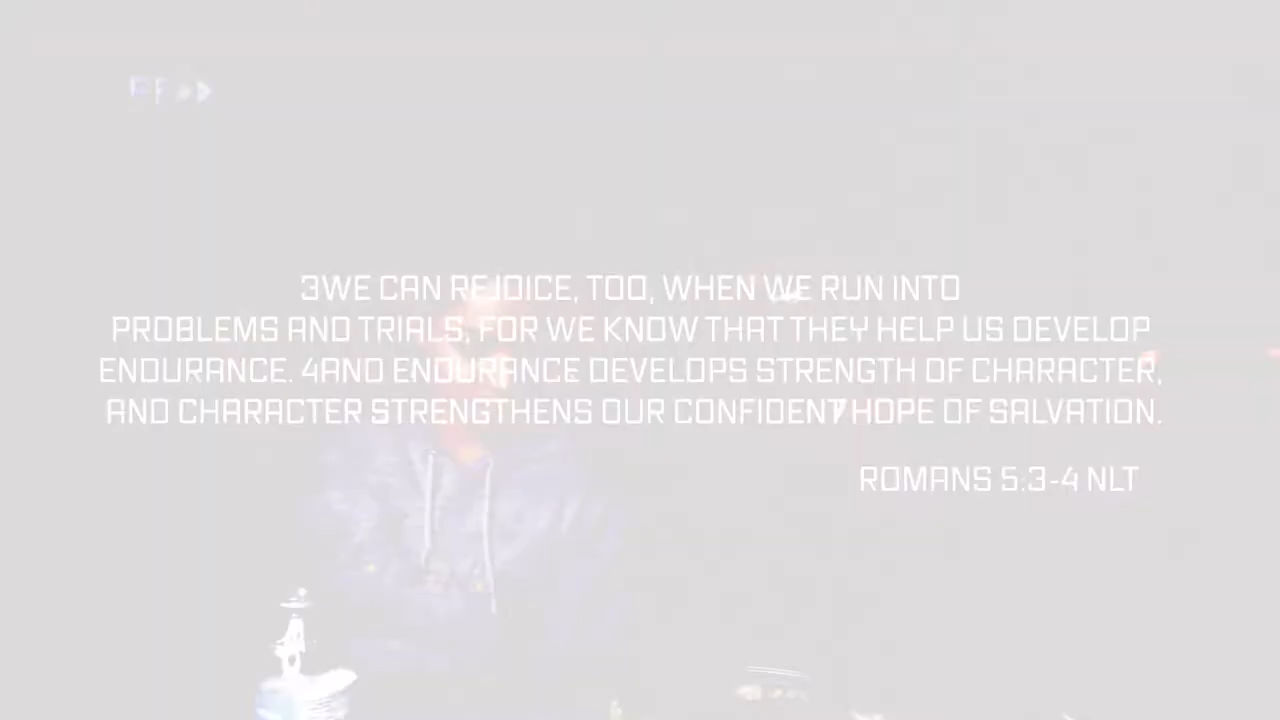 3WE CAN REJOICE, TOO, WHEN WE RUN INTO
PROBLEMS AND TRIALS, FOR WE KNOW THAT THEY HELP US DEVELOP
ENDURANCE. 4AND ENDURANCE DEVELOPS STRENGTH OF CHARACTER,
AND CHARACTER STRENGTHENS OUR CONFIDENT HOPE OF SALVATION.
ROMANS 5:3-4 NLT